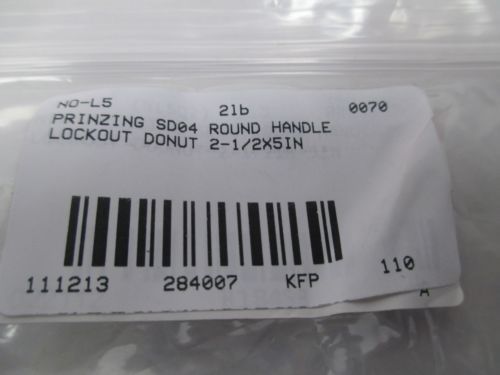 NO-L5 21b 0070
PRINZING SD04 ROUND HANDLE
LOCKOUT DONUT 2-1/2X5IN
111213 284007 KFP 110
A